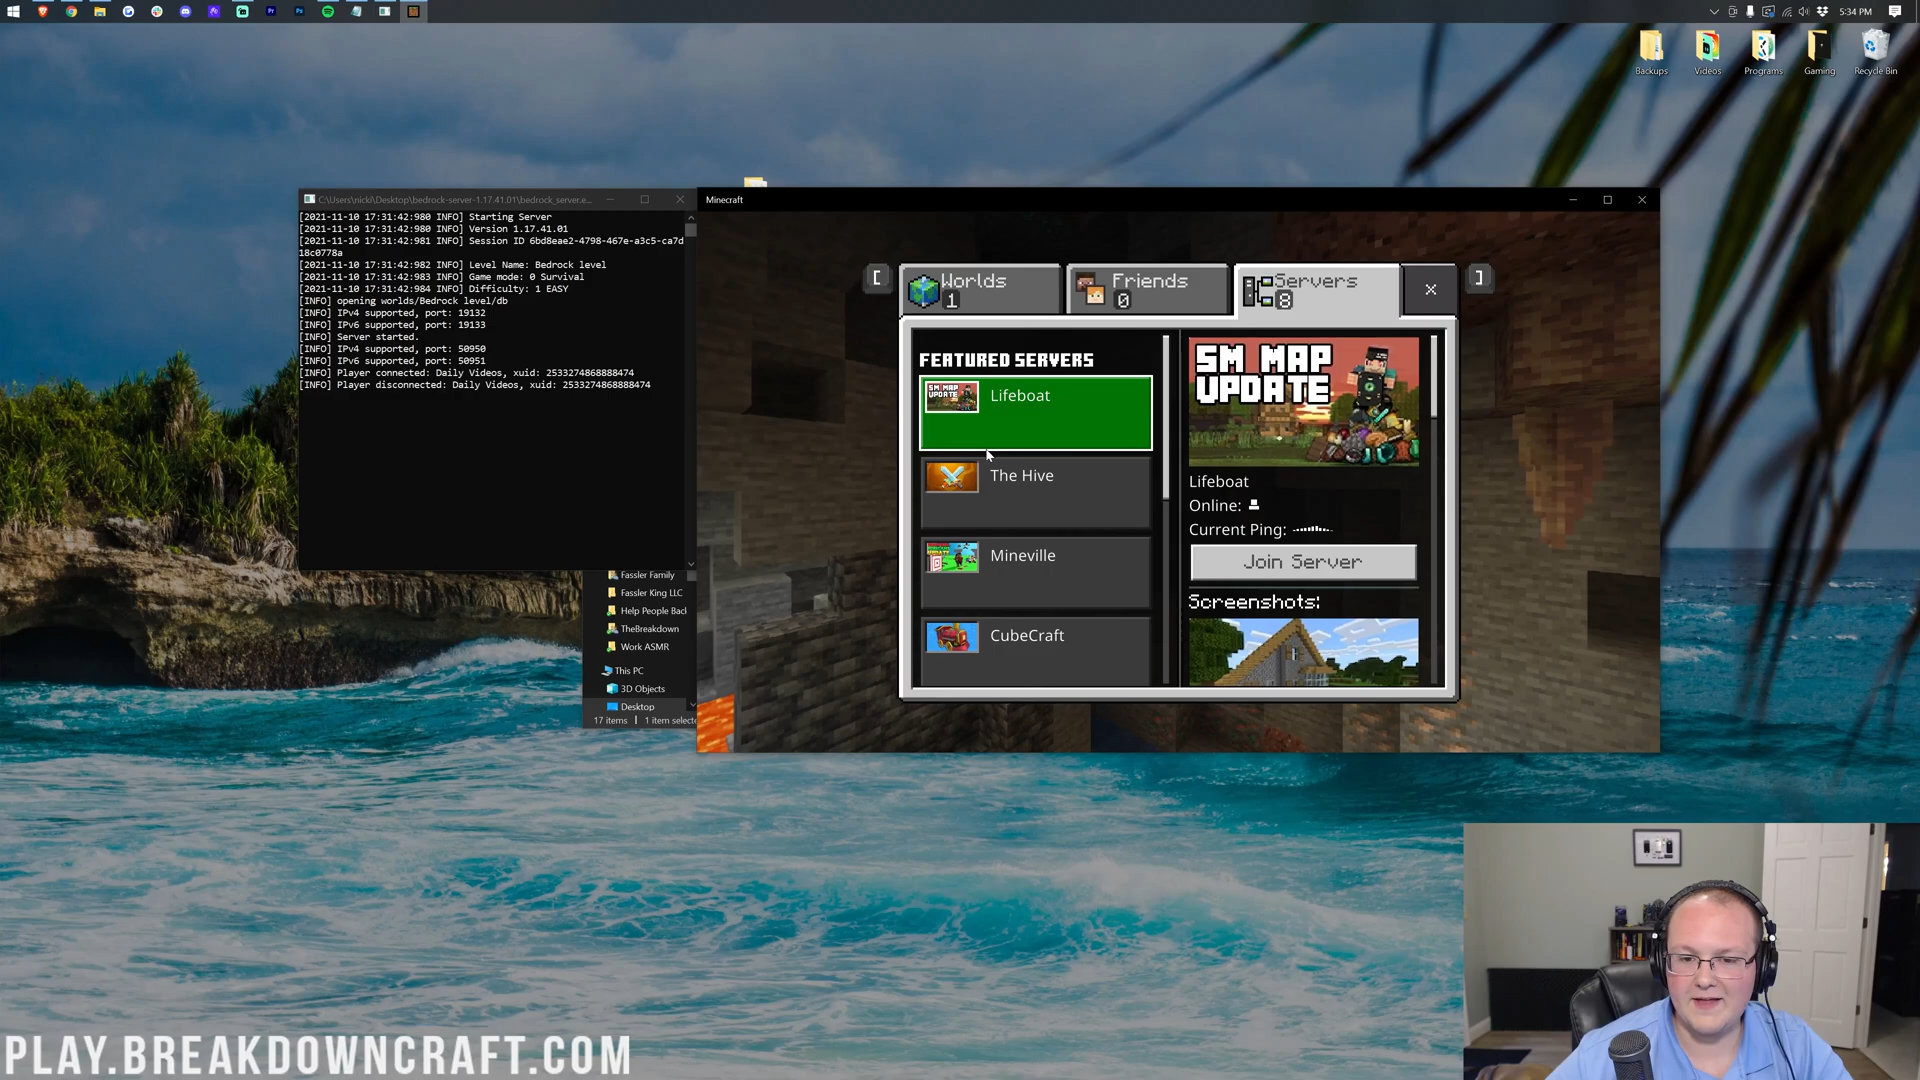 5:34 PM
Backups
Videos
Programs
Gaming
Recycle Bin
C:\Users\nicki\Desktop\bedrock-server-1.17.41.01\bedrock_server.e...
[2021-11-10 17:31:42:980 INFO] Starting Server
[2021-11-10 17:31:42:980 INFO] Version 1.17.41.01
[2021-11-10 17:31:42:981 INFO] Session ID 6bd8eae2-4798-467e-a3c5-ca7d
18c0778a
[2021-11-10 17:31:42:982 INFO] Level Name: Bedrock level
[2021-11-10 17:31:42:983 INFO] Game mode: 0 Survival
[2021-11-10 17:31:42:984 INFO] Difficulty: 1 EASY
[INFO] opening worlds/Bedrock level/db
[INFO] IPv4 supported, port: 19132
[INFO] IPv6 supported, port: 19133
[INFO] Server started.
[INFO] IPv4 supported, port: 50950
[INFO] IPv6 supported, port: 50951
[INFO] Player connected: Daily Videos, xuid: 2533274868888474
[INFO] Player disconnected: Daily Videos, xuid: 2533274868888474
Fassler Family
Fassler King LLC
Help People Back
TheBreakdown
Work ASMR
This PC
3D Objects
Desktop
17 items
1 item selecte
Minecraft
[
Worlds
1
Friends
0
Servers
8
]
FEATURED SERVERS
SM MAP
UPDATE
Lifeboat
The Hive
Mineville
CubeCraft
SM MAP
UPDATE
Lifeboat
Online:
Current Ping:
Join Server
Screenshots:
PLAY.BREAKDOWNCRAFT.COM